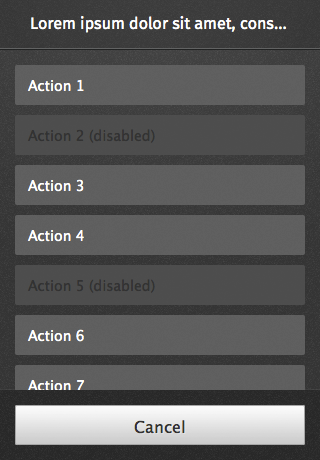 Lorem ipsum dolor sit amet, cons...
Action 1
Action 2 (disabled)
Action 3
Action 4
Action 5 (disabled)
Action 6
Action 7
Cancel